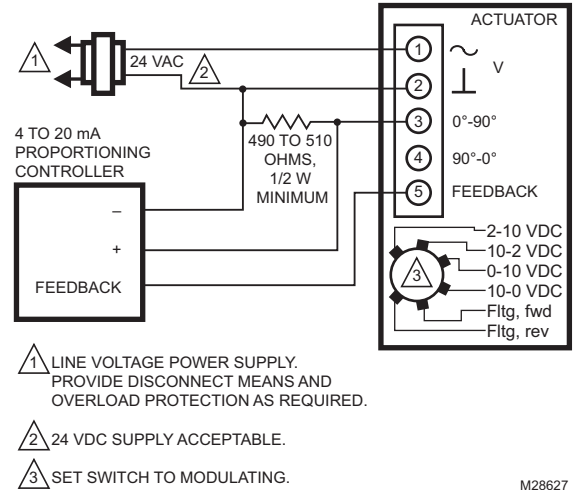 ACTUATOR
1
24 VAC
2
1
V
2
4 TO 20 mA
PROPORTIONING
CONTROLLER
490 TO 510
OHMS,
1/2 W
MINIMUM
3
0°-90°
4
90°-0°
5
FEEDBACK
–
+
FEEDBACK
3
2-10 VDC
10-2 VDC
0-10 VDC
10-0 VDC
Fltg, fwd
Fltg, rev
1 LINE VOLTAGE POWER SUPPLY.
PROVIDE DISCONNECT MEANS AND
OVERLOAD PROTECTION AS REQUIRED.
2 24 VDC SUPPLY ACCEPTABLE.
3 SET SWITCH TO MODULATING.
M28627